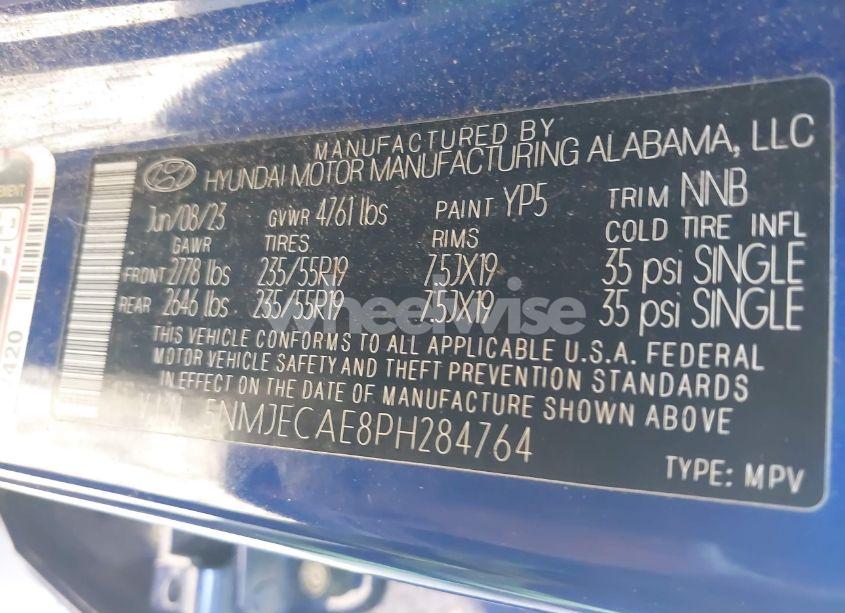 MANUFACTURED BY
HYUNDAI MOTOR MANUFACTURING ALABAMA, LLC
Jun/08/23 GVWR 4761 lbs PAINT YP5 TRIM NNB
GAWR TIRES RIMS COLD TIRE INFL
FRONT 2778 lbs 235/55R19 7.5JX19 35 psi SINGLE
REAR 2646 lbs 235/55R19 7.5JX19 35 psi SINGLE
THIS VEHICLE CONFORMS TO ALL APPLICABLE U.S.A. FEDERAL
MOTOR VEHICLE SAFETY AND THEFT PREVENTION STANDARDS
IN EFFECT ON THE DATE OF MANUFACTURE SHOWN ABOVE
5NMJECAE8PH284764
TYPE: MPV
wheelwise
420